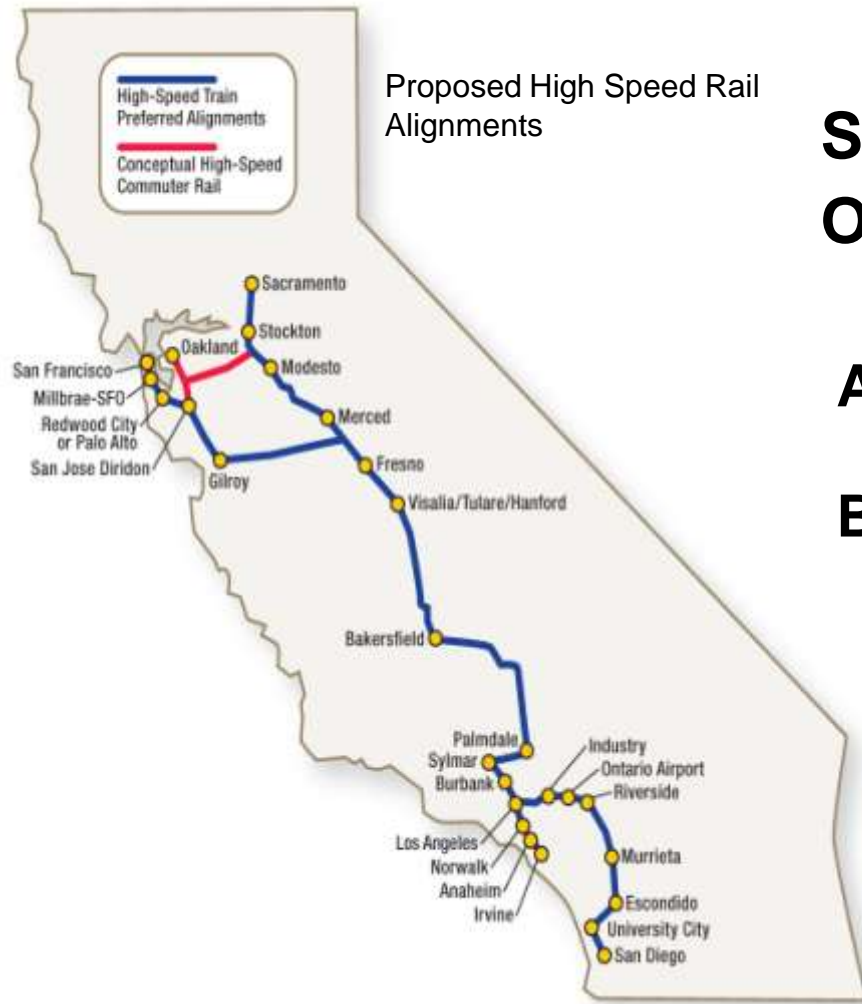 Proposed High Speed Rail
Alignments
High-Speed Train
Preferred Alignments
Conceptual High-Speed
Commuter Rail
S
O
A
B
Sacramento
Stockton
Oakland
Modesto
San Francisco
Millbrae-SFO
Merced
Redwood City
or Palo Alto
San Jose Diridon
Gilroy
Fresno
Visalia/Tulare/Hanford
Bakersfield
Palmdale
Industry
Sylmar
Ontario Airport
Burbank
Riverside
Los Angeles
Norwalk
Murrieta
Anaheim
Irvine
Escondido
University City
San Diego